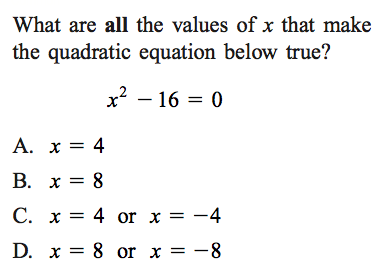 What are all the values of x that make
the quadratic equation below true?
x² − 16 = 0
A. x = 4
B. x = 8
C. x = 4 or x = −4
D. x = 8 or x = −8